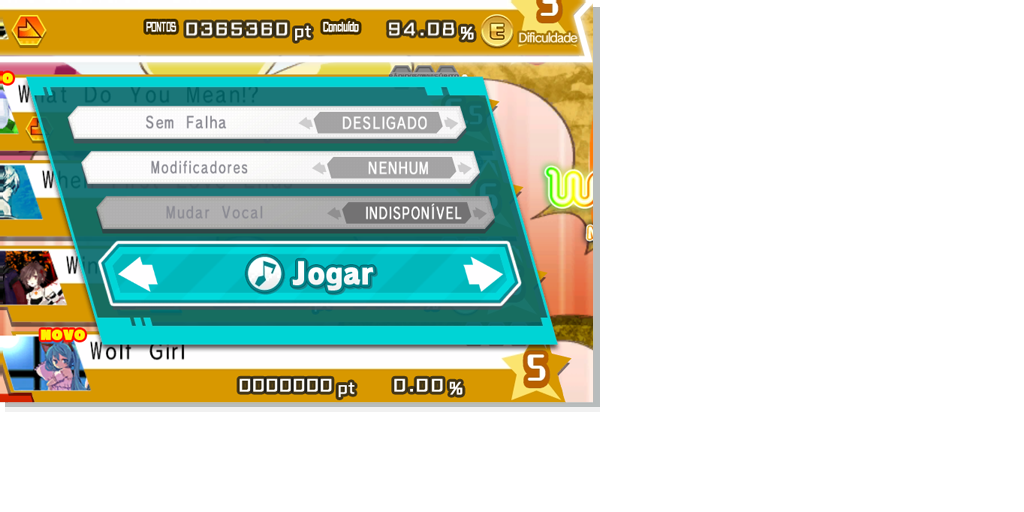 PONTOS 0365360 pt Concluído 94.08 % E
S
Dificuldade
What Do You Mean!?
Sem Falha DESLIGADO
Modificadores NENHUM
Mudar Vocal INDISPONÍVEL
Jogar
NOVO
Wolf Girl
S
0000000 pt 0.00 %